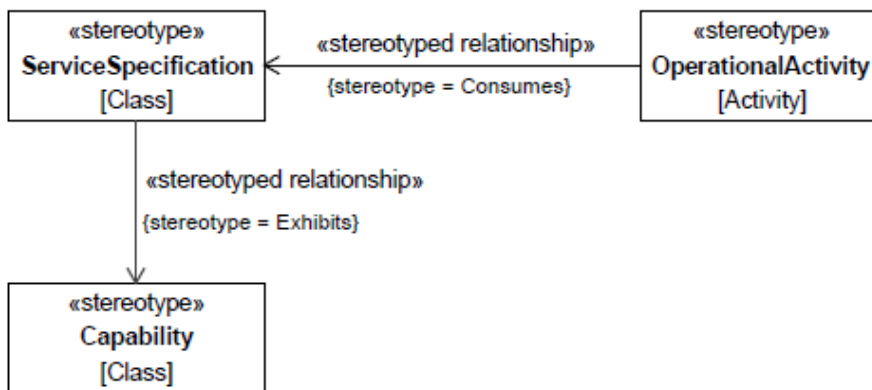 «stereotype»
ServiceSpecification
[Class]
«stereotyped relationship»
{stereotype = Consumes}
«stereotype»
OperationalActivity
[Activity]
«stereotyped relationship»
{stereotype = Exhibits}
«stereotype»
Capability
[Class]